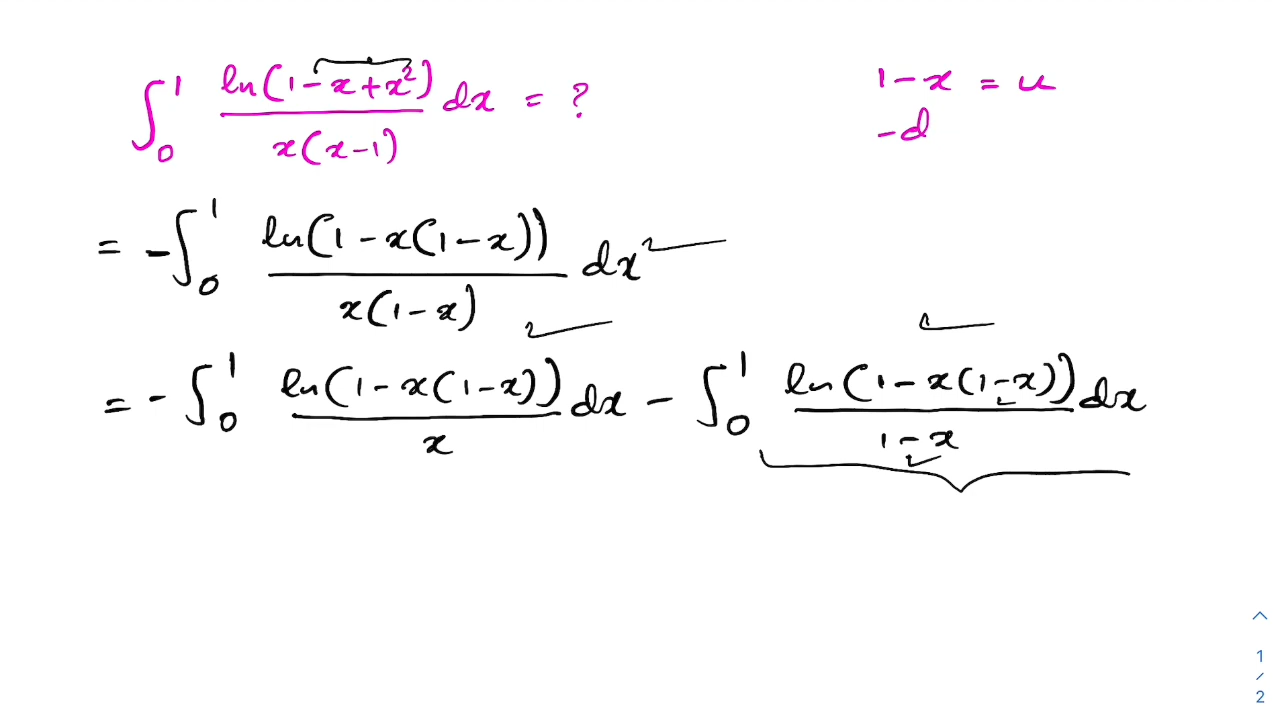 ∫₀¹ ln(1-x+x²)/x(x-1) dx = ?
1-x = u
-d
= -∫₀¹ ln(1-x(1-x))/x(1-x) dx
= -∫₀¹ ln(1-x(1-x))/x dx - ∫₀¹ ln(1-x(1-x))/1-x dx
1
/
2